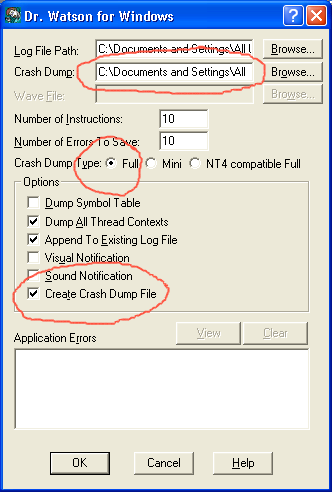 Dr. Watson for Windows
Log File Path: C:\Documents and Settings\All Browse...
Crash Dump: C:\Documents and Settings\All Browse...
Wave File: Browse...
Number of Instructions: 10
Number of Errors To Save: 10
Crash Dump Type: Full Mini NT4 compatible Full
Options
Dump Symbol Table
Dump All Thread Contexts
Append To Existing Log File
Visual Notification
Sound Notification
Create Crash Dump File
Application Errors View Clear
OK Cancel Help